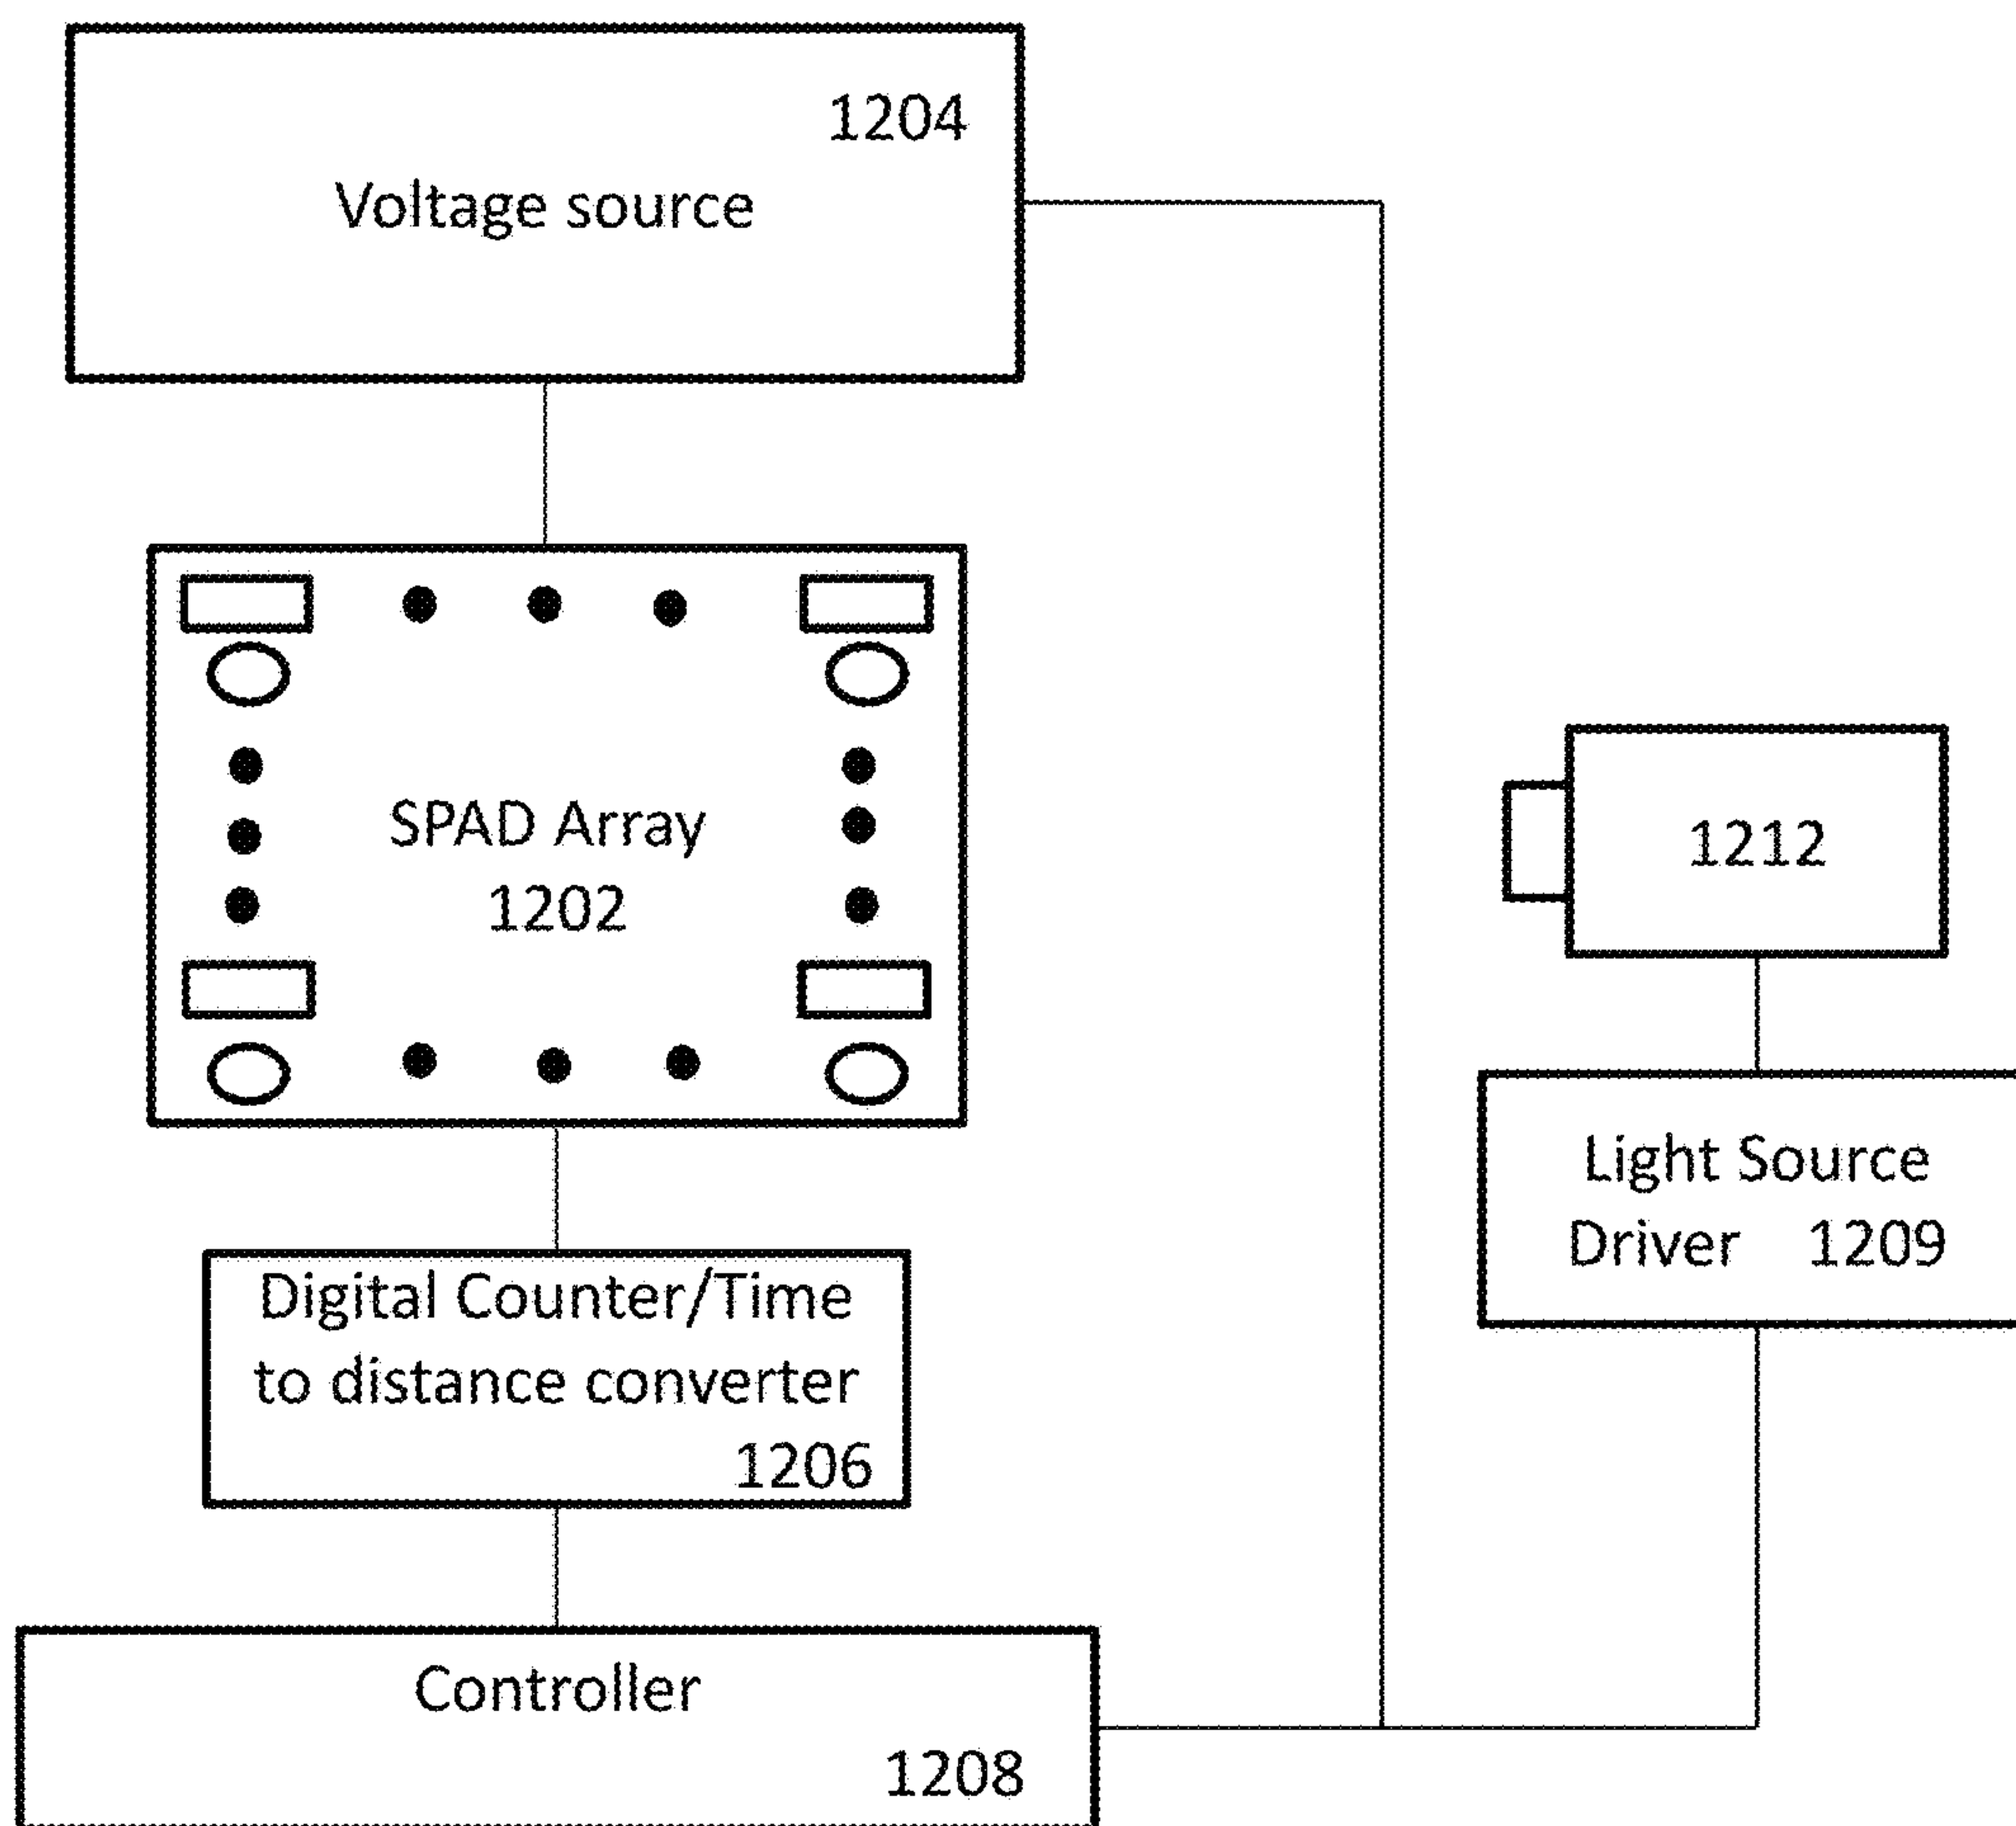 1204
Voltage source
SPAD Array
1202
1212
Light Source
Driver 1209
Digital Counter/Time
to distance converter
1206
Controller
1208